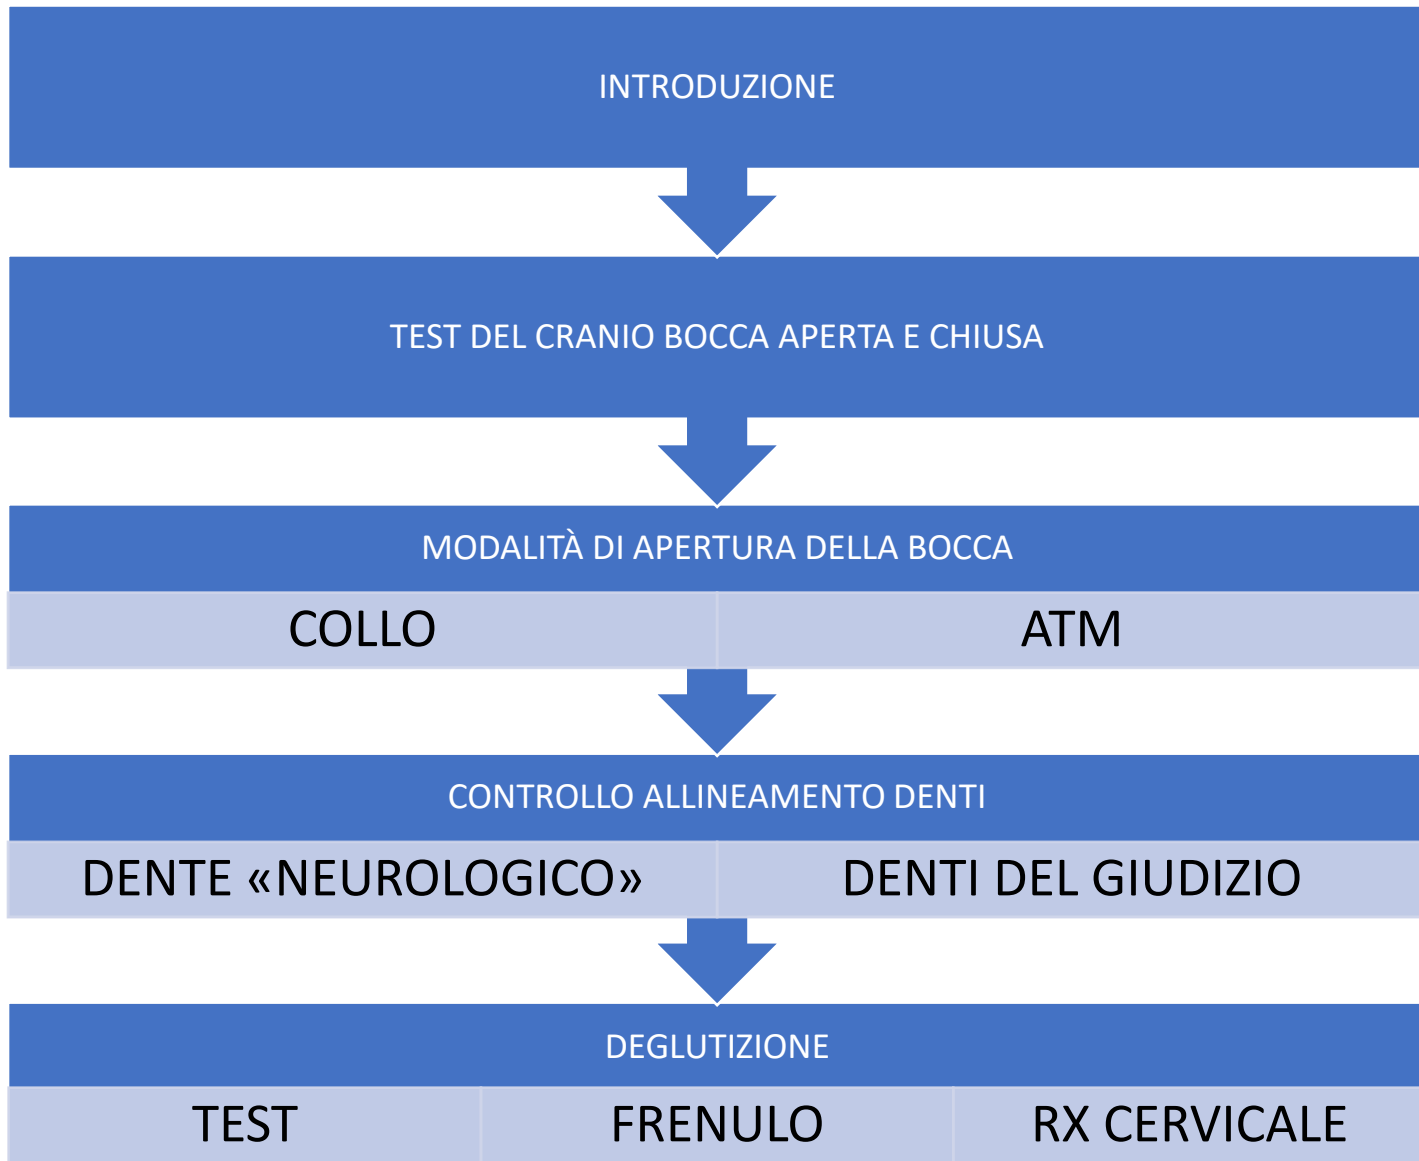 INTRODUZIONE
TEST DEL CRANIO BOCCA APERTA E CHIUSA
MODALITÀ DI APERTURA DELLA BOCCA
COLLO
ATM
CONTROLLO ALLINEAMENTO DENTI
DENTE «NEUROLOGICO»
DENTI DEL GIUDIZIO
DEGLUTIZIONE
TEST
FRENULO
RX CERVICALE